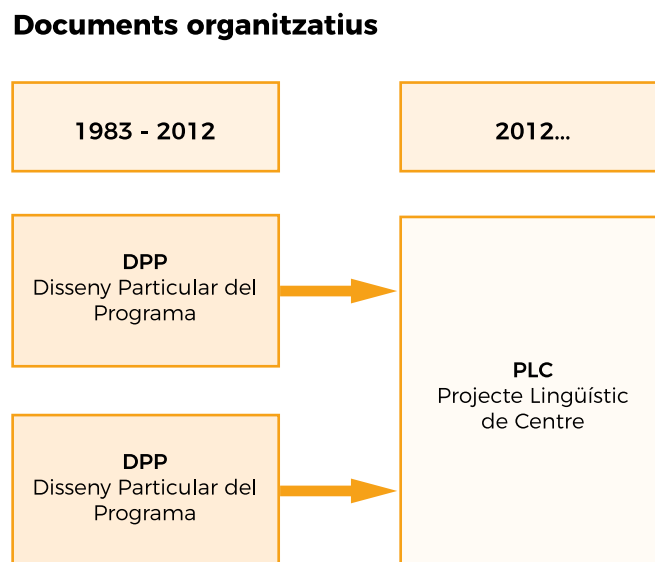 Documents organitzatius
1983 - 2012
2012...
DPP
Disseny Particular del
Programa
PLC
Projecte Lingüístic
de Centre
DPP
Disseny Particular del
Programa